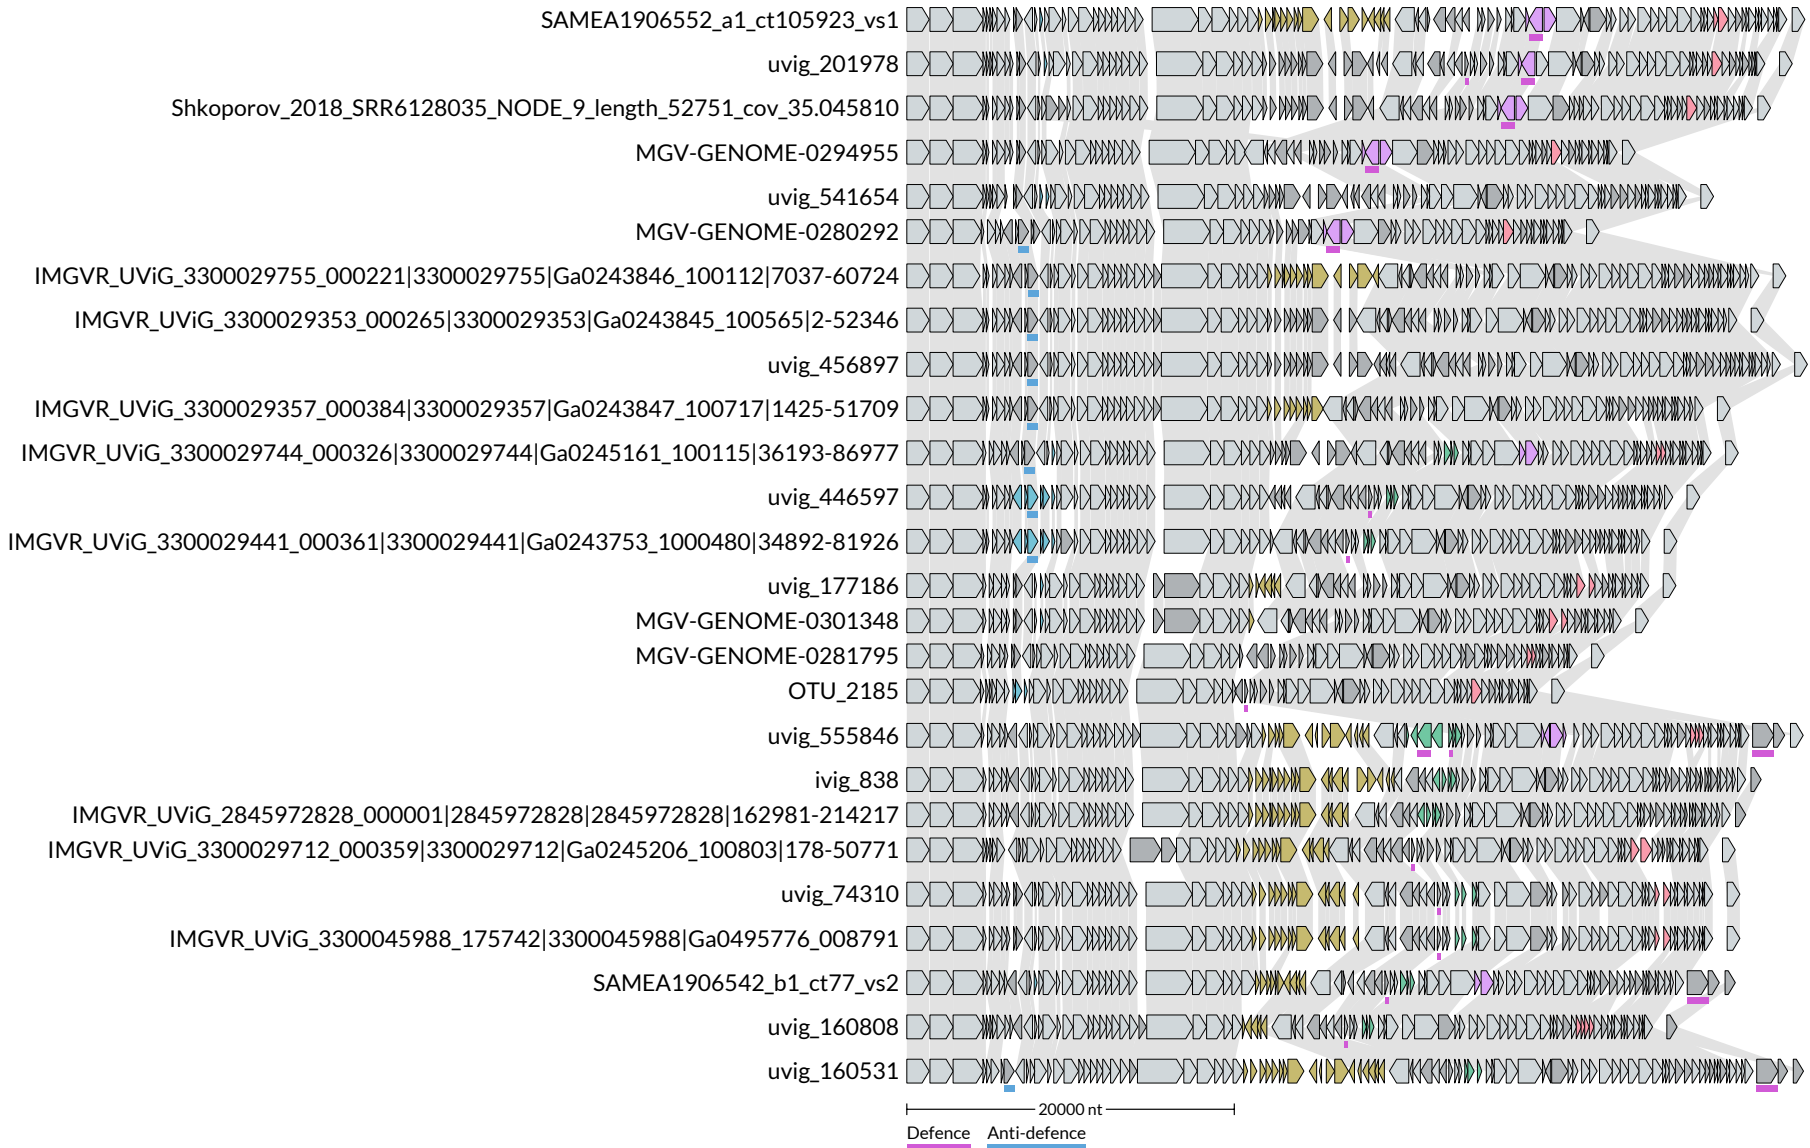 SAMEA1906552_a1_ct105923_vs1
uvig_201978
Shkoporov_2018_SRR6128035_NODE_9_length_52751_cov_35.045810
MGV-GENOME-0294955
uvig_541654
MGV-GENOME-0280292
IMGVR_UViG_3300029755_000221|3300029755|Ga0243846_100112|7037-60724
IMGVR_UViG_3300029353_000265|3300029353|Ga0243845_100565|2-52346
uvig_456897
IMGVR_UViG_3300029357_000384|3300029357|Ga0243847_100717|1425-51709
IMGVR_UViG_3300029744_000326|3300029744|Ga0245161_100115|36193-86977
uvig_446597
IMGVR_UViG_3300029441_000361|3300029441|Ga0243753_1000480|34892-81926
uvig_177186
MGV-GENOME-0301348
MGV-GENOME-0281795
OTU_2185
uvig_555846
ivig_838
IMGVR_UViG_2845972828_000001|2845972828|2845972828|162981-214217
IMGVR_UViG_3300029712_000359|3300029712|Ga0245206_100803|178-50771
uvig_74310
IMGVR_UViG_3300045988_175742|3300045988|Ga0495776_008791
SAMEA1906542_b1_ct77_vs2
uvig_160808
uvig_160531
20000 nt
Defence Anti-defence